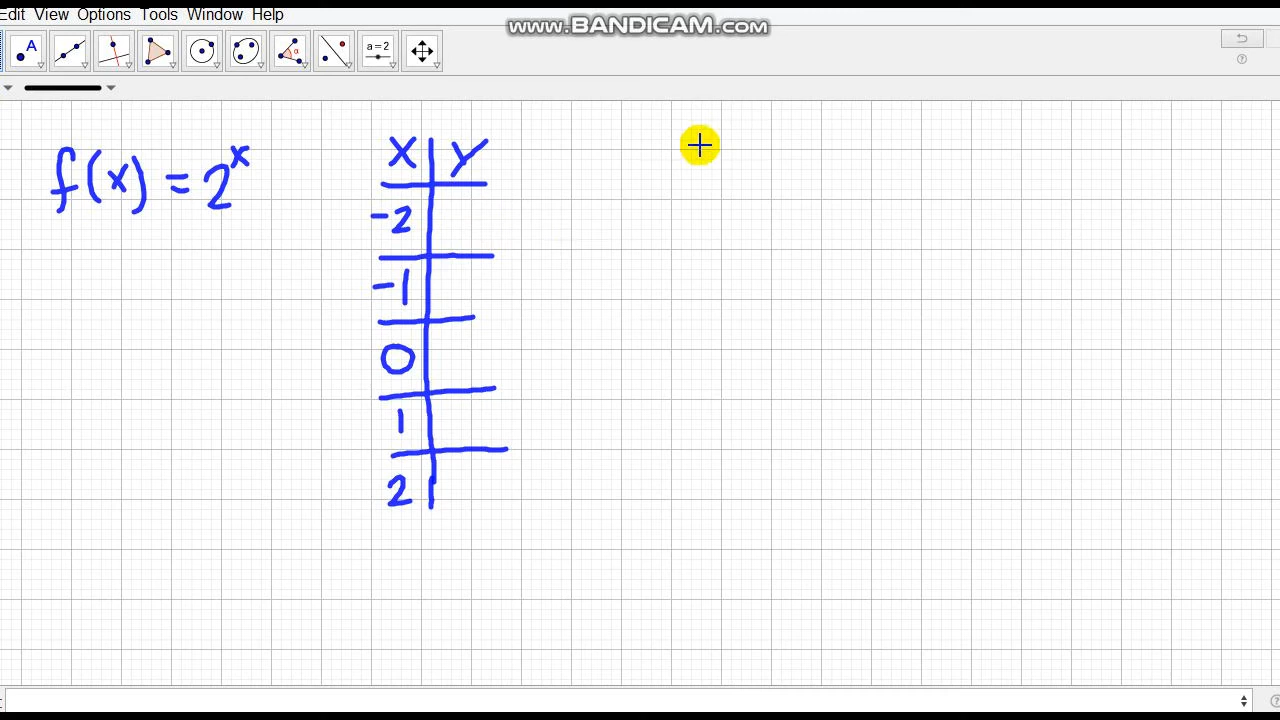 Edit View Options Tools Window Help
www.BANDICAM.com
A
α
a = 2
f(x) = 2^x
X Y
-2
-1
0
1
2